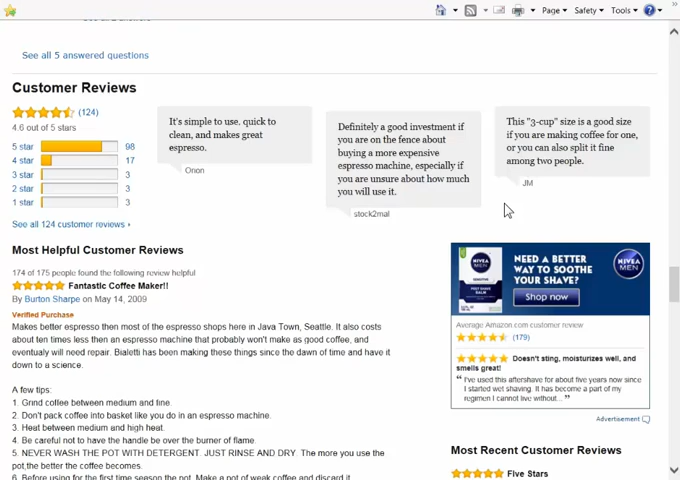 Page
Safety
Tools
See all 5 answered questions
Customer Reviews
(124)
4.6 out of 5 stars
5 star 98
4 star 17
3 star 3
2 star 3
1 star 3
See all 124 customer reviews ›
It's simple to use. quick to
clean, and makes great
espresso.
Onon
Definitely a good investment if
you are on the fence about
buying a more expensive
espresso machine, especially if
you are unsure about how much
you will use it.
stock2mal
This "3-cup" size is a good size
if you are making coffee for one,
or you can also split it fine
among two people.
JM
Most Helpful Customer Reviews
174 of 175 people found the following review helpful
Fantastic Coffee Maker!!
By Burton Sharpe on May 14, 2009
Verified Purchase
Makes better espresso then most of the espresso shops here in Java Town, Seattle. It also costs
about ten times less then an espresso machine that probably won't make as good coffee, and
eventualy will need repair. Bialetti has been making these things since the dawn of time and have it
down to a science.
A few tips:
1. Grind coffee between medium and fine.
2. Don't pack coffee into basket like you do in an espresso machine.
3. Heat between medium and high heat.
4. Be careful not to have the handle be over the burner of flame.
5. NEVER WASH THE POT WITH DETERGENT. JUST RINSE AND DRY. The more you use the
pot,the better the coffee becomes.
6. Before using for the first time season the pot. Make a pot of weak coffee and discard it.
NIVEA
MEN
SENSITIVE
NEED A BETTER
WAY TO SOOTHE
YOUR SHAVE?
Shop now
NIVEA
MEN
Average Amazon.com customer review
(179)
Doesn't sting, moisturizes well, and
smells great!
“ I've used this aftershave for about five years now since
I started wet shaving. It has become a part of my
regimen I cannot live without... ”
Advertisement
Most Recent Customer Reviews
Five Stars